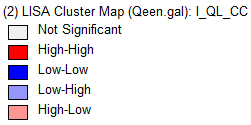 (2) LISA Cluster Map (Qeen.gal): I_QL_CC
Not Significant
High-High
Low-Low
Low-High
High-Low